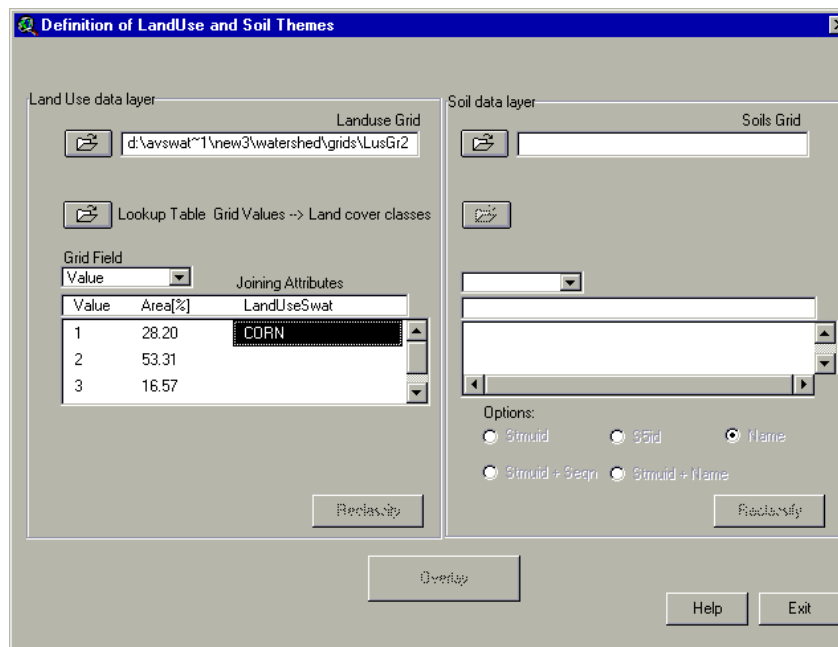 Definition of LandUse and Soil Themes
Land Use data layer
Landuse Grid
d:\avswat~1\new3\watershed\grids\LusGr2
Lookup Table Grid Values --> Land cover classes
Grid Field
Value
Joining Attributes
Value Area[%] LandUseSwat
1 28.20 CORN
2 53.31
3 16.57
Reclassify
Soil data layer
Soils Grid
Options:
Stmuid S5id Name
Stmuid + Seqn Stmuid + Name
Reclassify
Overlay
Help Exit